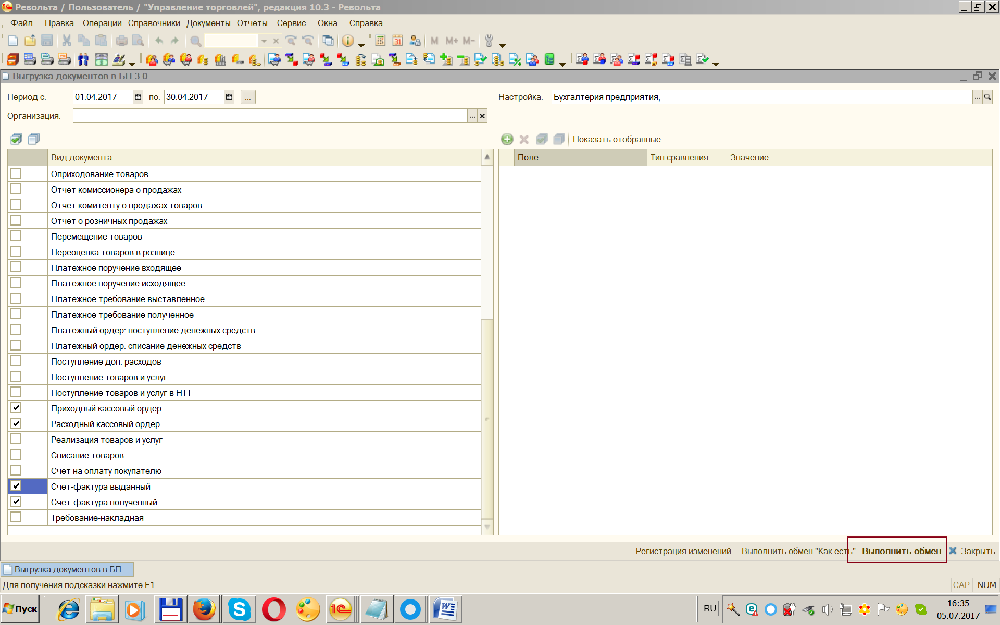 Револьта / Пользователь / "Управление торговлей", редакция 10.3 - Револьта
Файл Правка Операции Справочники Документы Отчеты Сервис Окна Справка
M M+ M-
Выгрузка документов в БП 3.0
Период с: 01.04.2017 по: 30.04.2017 ... Настройка: Бухгалтерия предприятия, ...
Организация: ...
Показать отобранные
Вид документа Поле Тип сравнения Значение
Оприходование товаров
Отчет комиссионера о продажах
Отчет комитенту о продажах товаров
Отчет о розничных продажах
Перемещение товаров
Переоценка товаров в рознице
Платежное поручение входящее
Платежное поручение исходящее
Платежное требование выставленное
Платежное требование полученное
Платежный ордер: поступление денежных средств
Платежный ордер: списание денежных средств
Поступление доп. расходов
Поступление товаров и услуг
Поступление товаров и услуг в НТТ
Приходный кассовый ордер
Расходный кассовый ордер
Реализация товаров и услуг
Списание товаров
Счет на оплату покупателю
Счет-фактура выданный
Счет-фактура полученный
Требование-накладная
Регистрация изменений.. Выполнить обмен "Как есть" Выполнить обмен Закрыть
Выгрузка документов в БП ...
Для получения подсказки нажмите F1 CAP NUM
Пуск RU 16:35
05.07.2017